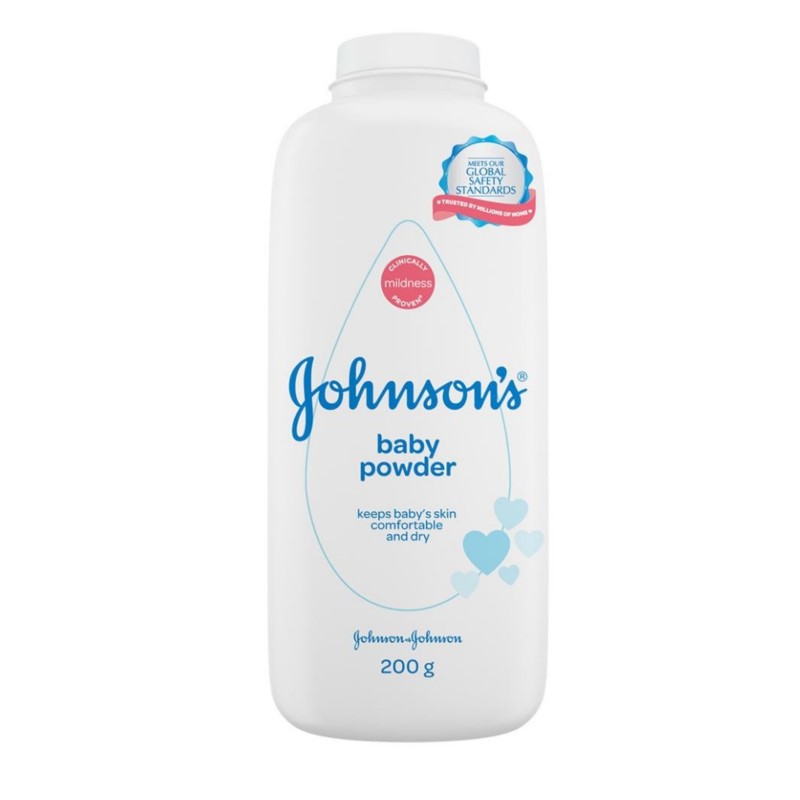 MEETS OUR
GLOBAL
SAFETY
STANDARDS
TRUSTED BY MILLIONS OF MOMS
CLINICALLY
mildness
PROVEN®
Johnson's®
baby
powder
keeps baby's skin
comfortable
and dry
Johnson＆Johnson
200 g